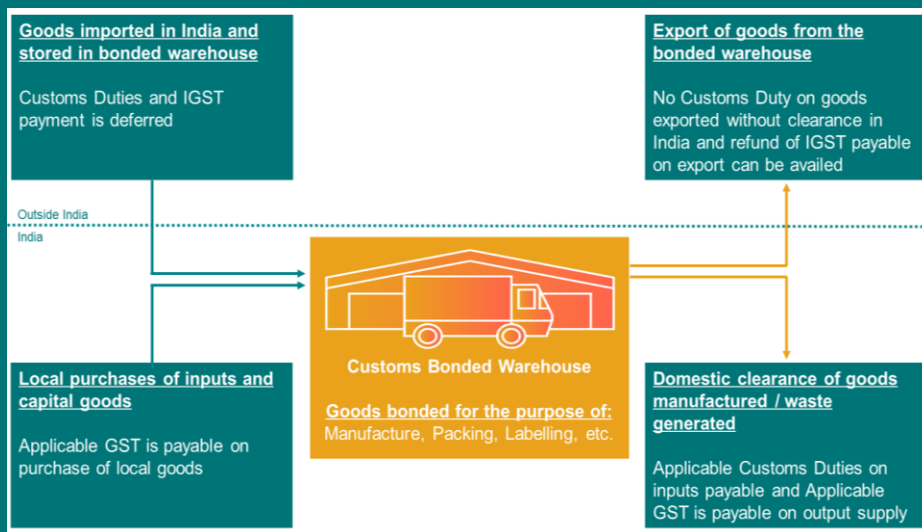 Goods imported in India and
stored in bonded warehouse
Customs Duties and IGST
payment is deferred
Export of goods from the
bonded warehouse
No Customs Duty on goods
exported without clearance in
India and refund of IGST payable
on export can be availed
Outside India
India
Customs Bonded Warehouse
Goods bonded for the purpose of:
Manufacture, Packing, Labelling, etc.
Local purchases of inputs and
capital goods
Applicable GST is payable on
purchase of local goods
Domestic clearance of goods
manufactured / waste
generated
Applicable Customs Duties on
inputs payable and Applicable
GST is payable on output supply